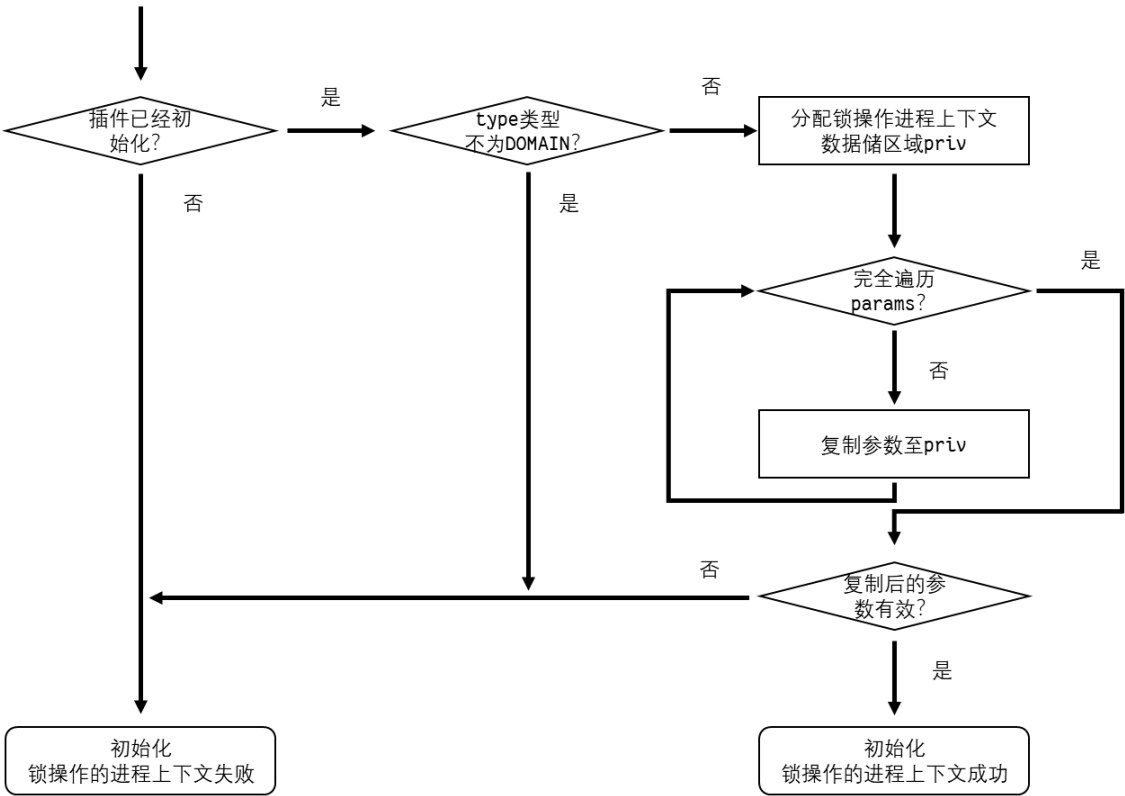 插件已经初
始化?
是
type类型
不为DOMAIN?
否
分配锁操作进程上下文
数据储区域priv
否
是
完全遍历
params?
是
否
复制参数至priv
复制后的参
数有效?
否
是
初始化
锁操作的进程上下文失败
初始化
锁操作的进程上下文成功